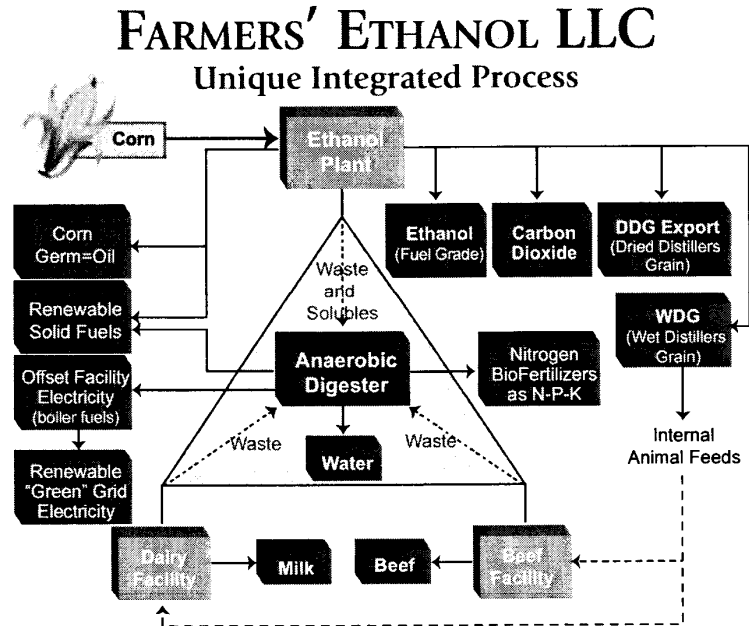 FARMERS' ETHANOL LLC
Unique Integrated Process
Corn
Ethanol
Plant
Corn
Germ=Oil
Ethanol
(Fuel Grade)
Carbon
Dioxide
DDG Export
(Dried Distillers
Grain)
Waste
and
Solubles
Renewable
Solid Fuels
WDG
(Wet Distillers
Grain)
Anaerobic
Digester
Nitrogen
BioFertilizers
as N-P-K
Offset Facility
Electricity
(boiler fuels)
Waste
Waste
Water
Internal
Animal Feeds
Renewable
"Green" Grid
Electricity
Dairy
Facility
Milk
Beef
Beef
Facility